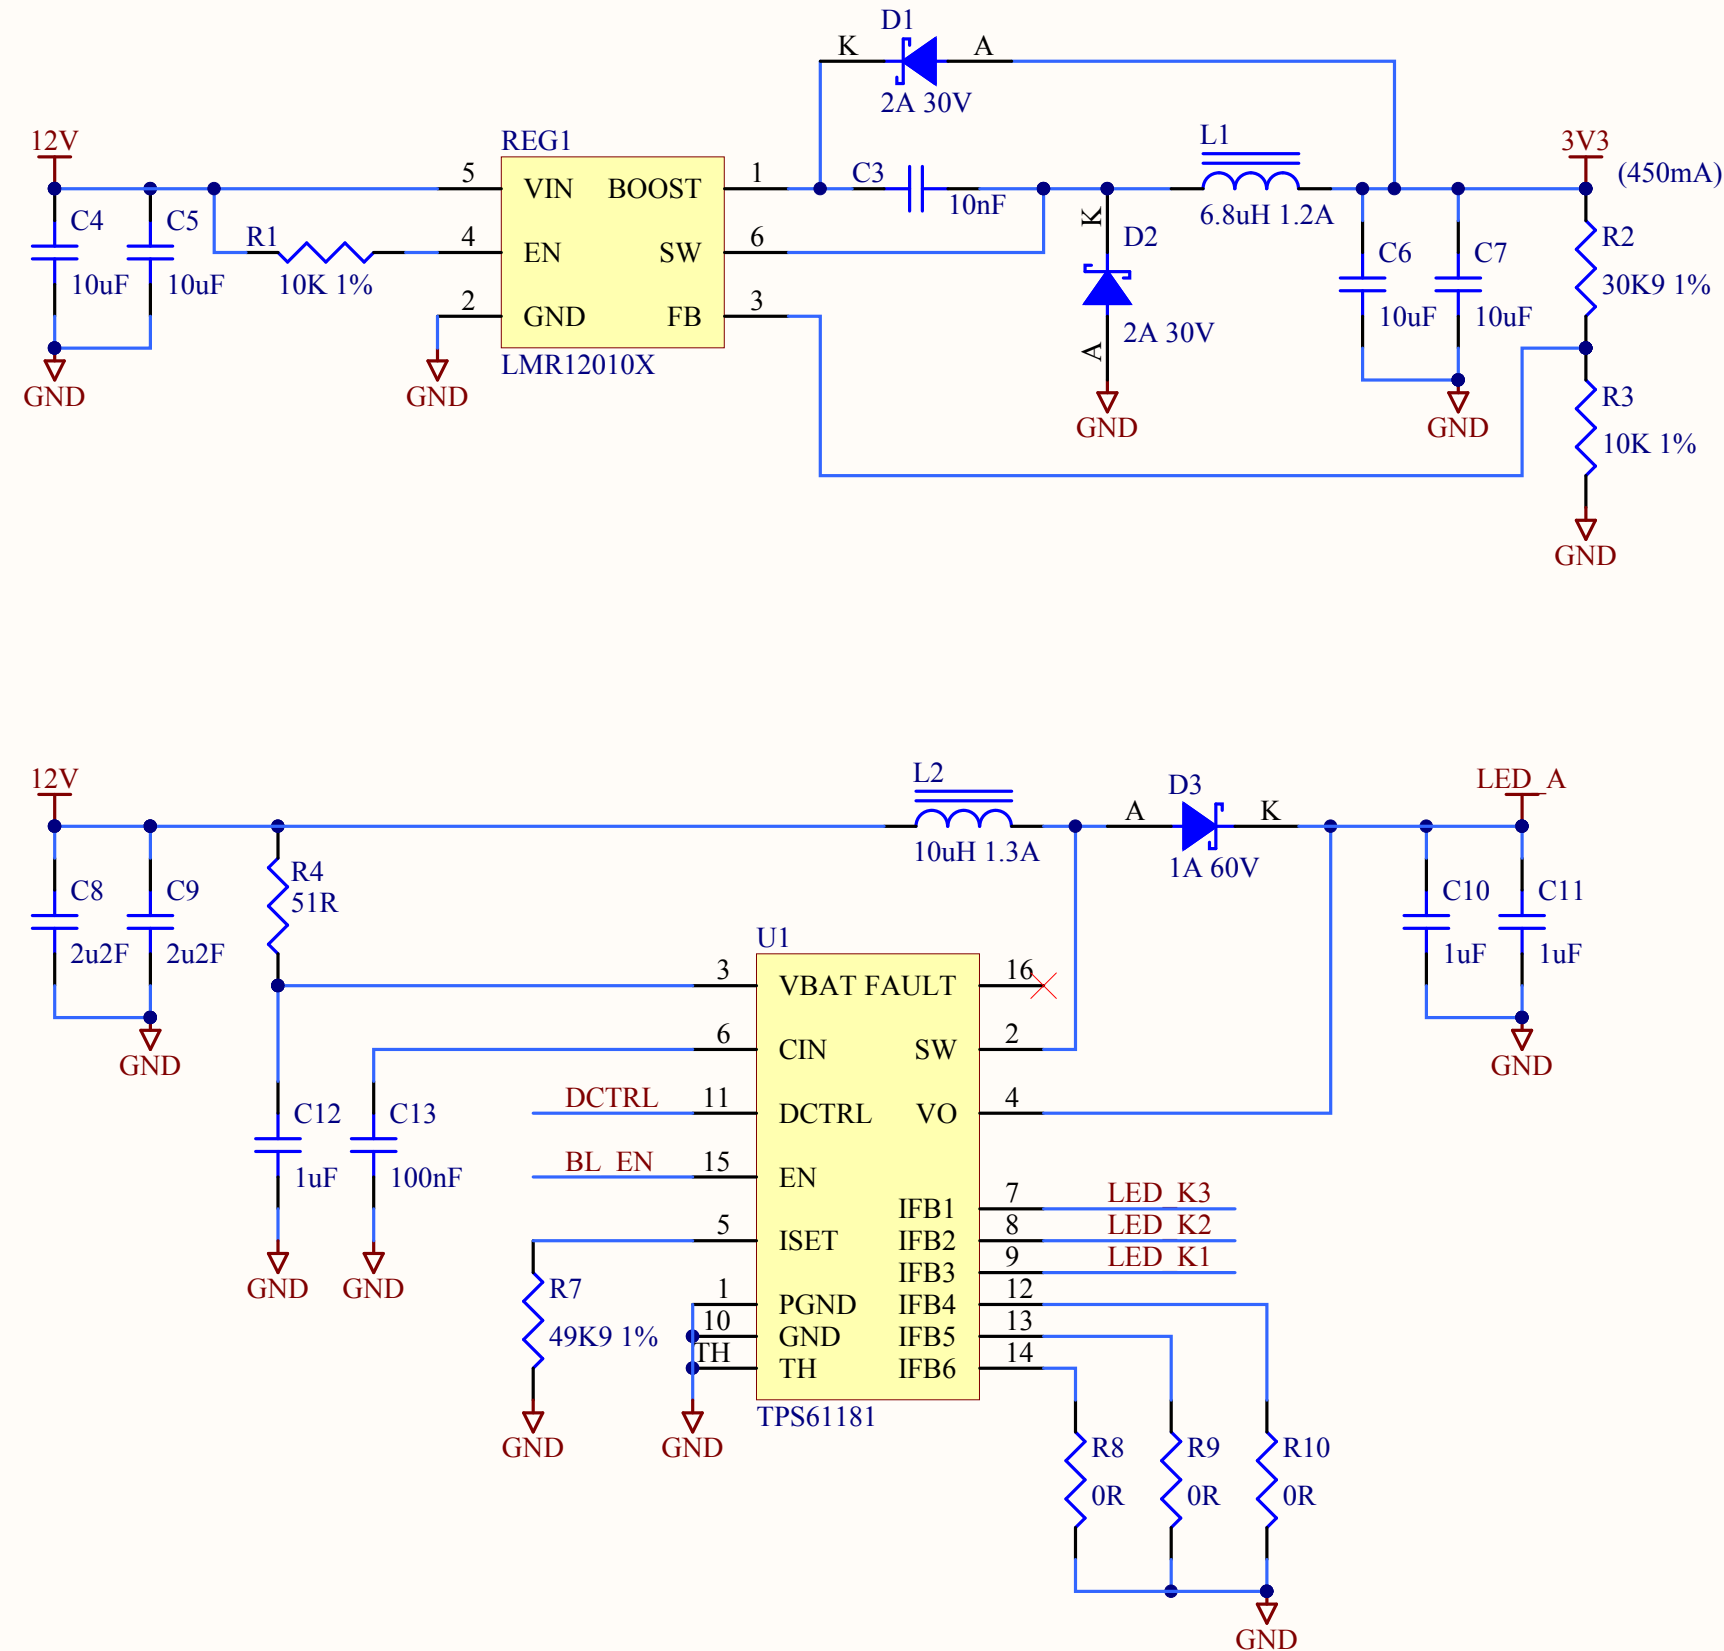 D1
K A
2A 30V
12V
REG1
L1
3V3
(450mA)
5 VIN BOOST 1
C3
10nF
6.8uH 1.2A
C4
10uF
C5
10uF
R1
10K 1%
4 EN SW 6
K
D2
2A 30V
A
C6
10uF
C7
10uF
R2
30K9 1%
2 GND FB 3
LMR12010X
GND
GND
GND
GND
R3
10K 1%
GND
12V
L2
10uH 1.3A
D3
A K
1A 60V
LED_A
C8
2u2F
C9
2u2F
R4
51R
C10
1uF
C11
1uF
U1
3 VBAT FAULT 16
6 CIN SW 2
GND
GND
DCTRL 11 DCTRL VO 4
C12
1uF
C13
100nF
BL_EN 15 EN
IFB1 7 LED_K3
5 ISET IFB2 8 LED_K2
IFB3 9 LED_K1
GND
GND
R7
49K9 1%
1 PGND IFB4 12
10 GND IFB5 13
TH TH IFB6 14
TPS61181
GND
GND
R8
0R
R9
0R
R10
0R
GND